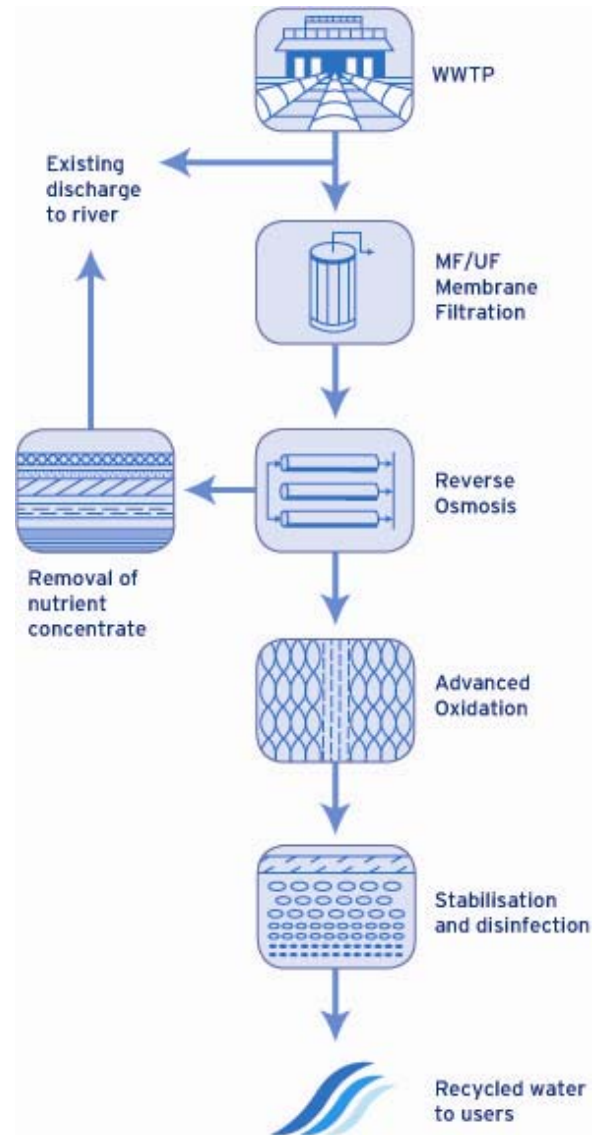 WWTP
Existing
discharge
to river
MF/UF
Membrane
Filtration
Reverse
Osmosis
Removal of
nutrient
concentrate
Advanced
Oxidation
Stabilisation
and disinfection
Recycled water
to users